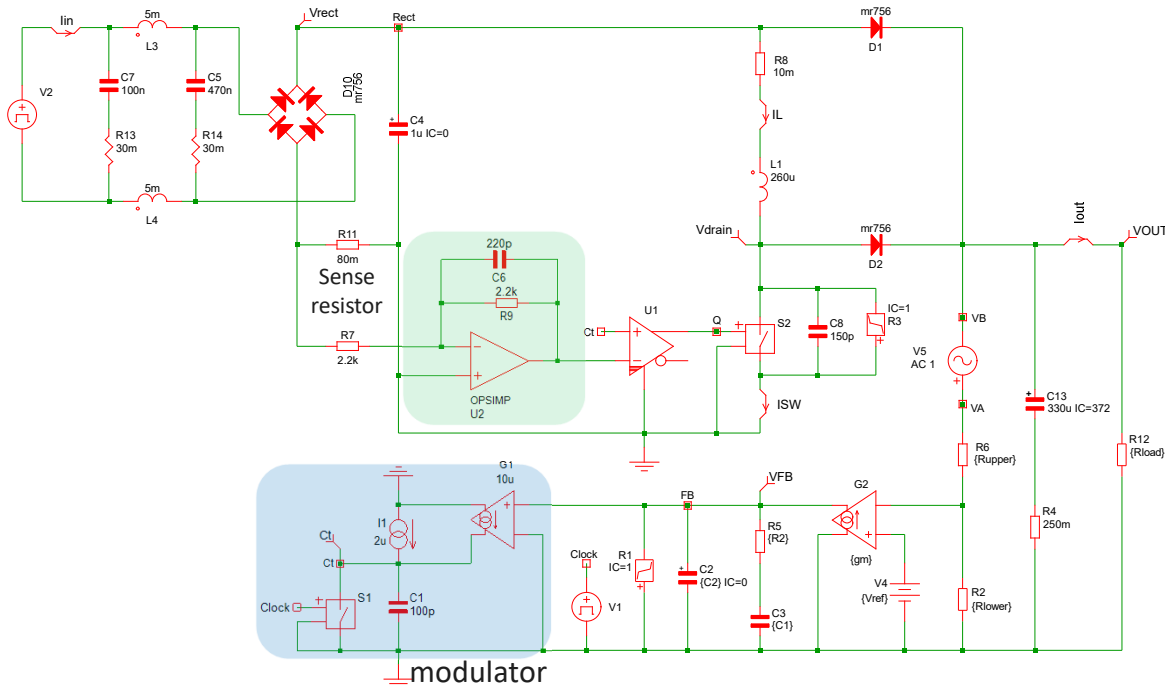 5m
Iin
L3
Vrect
Rect
mr756
D1
C7
100n
C5
470n
D10
mr756
R8
10m
V2
C4
1u IC=0
IL
R13
30m
R14
30m
L1
260u
5m
L4
Iout
R11
80m
Sense
resistor
220p
C6
2.2k
R9
Vdrain
mr756
D2
VOUT
R7
2.2k
U1
Ct
Q
S2
C8
150p
IC=1
R3
VB
V5
AC 1
VA
OPSIMP
U2
ISW
C13
330u IC=372
R6
{Rupper}
R12
{Rload}
G1
10u
I1
2u
Ct
Ct
Clock
S1
C1
100p
modulator
VFB
FB
G2
{gm}
R5
{R2}
R1
IC=1
Clock
V1
C2
{C2} IC=0
C3
{C1}
V4
{Vref}
R4
250m
R2
{Rlower}